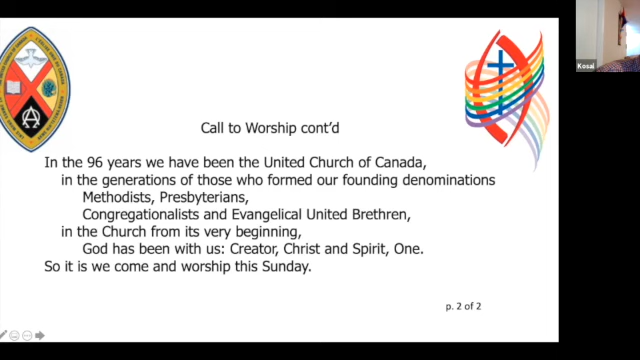 Call to Worship cont'd
In the 96 years we have been the United Church of Canada,
in the generations of those who formed our founding denominations
Methodists, Presbyterians,
Congregationalists and Evangelical United Brethren,
in the Church from its very beginning,
God has been with us: Creator, Christ and Spirit, One.
So it is we come and worship this Sunday.
p. 2 of 2
Kosai